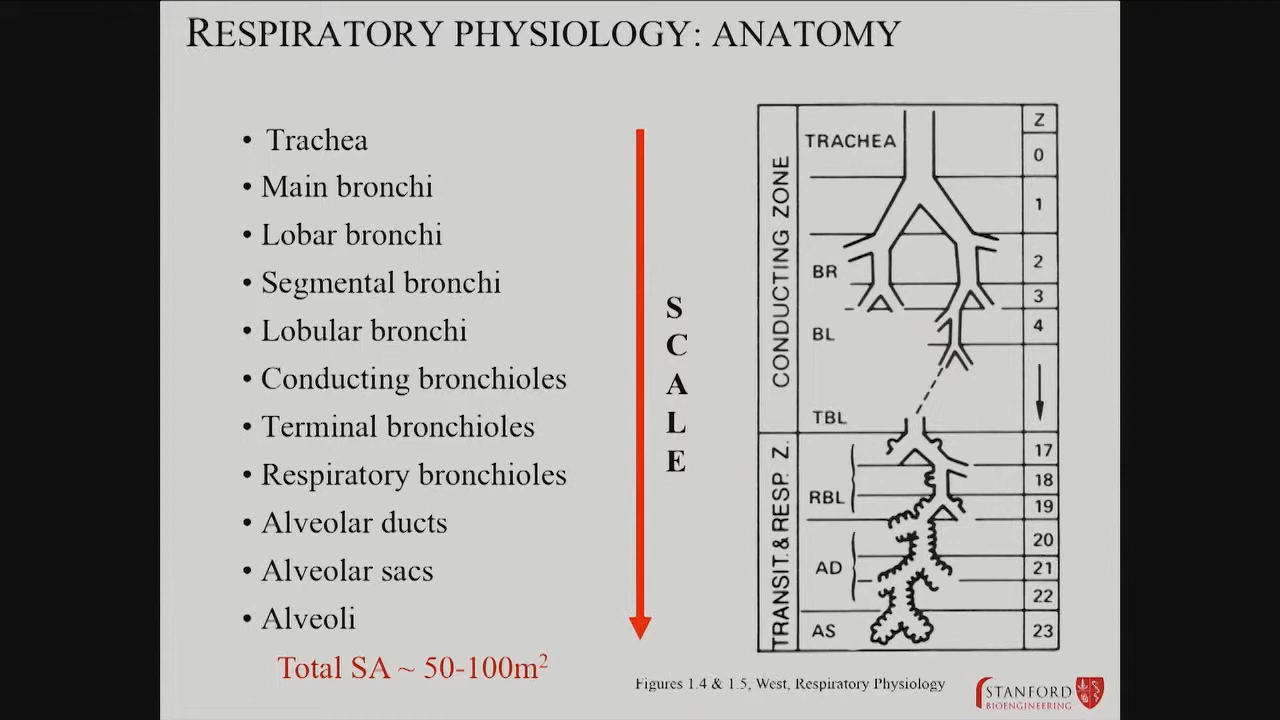 RESPIRATORY PHYSIOLOGY: ANATOMY
• Trachea
• Main bronchi
• Lobar bronchi
• Segmental bronchi
• Lobular bronchi
• Conducting bronchioles
• Terminal bronchioles
• Respiratory bronchioles
• Alveolar ducts
• Alveolar sacs
• Alveoli
Total SA ~ 50-100m²
S
C
A
L
E
CONDUCTING ZONE
TRANSIT. & RESP. Z.
TRACHEA
BR
BL
TBL
RBL
AD
AS
Z
0
1
2
3
4
17
18
19
20
21
22
23
Figures 1.4 & 1.5, West, Respiratory Physiology
STANFORD
BIOENGINEERING